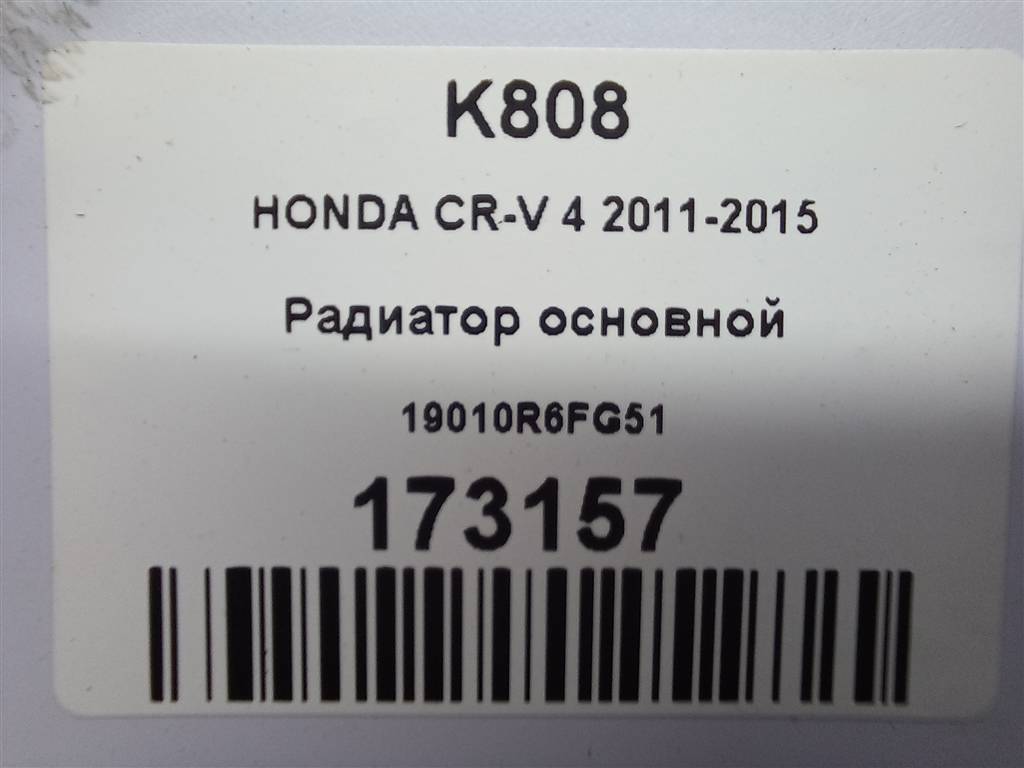 K808
HONDA CR-V 4 2011-2015
Радиатор основной
19010R6FG51
173157